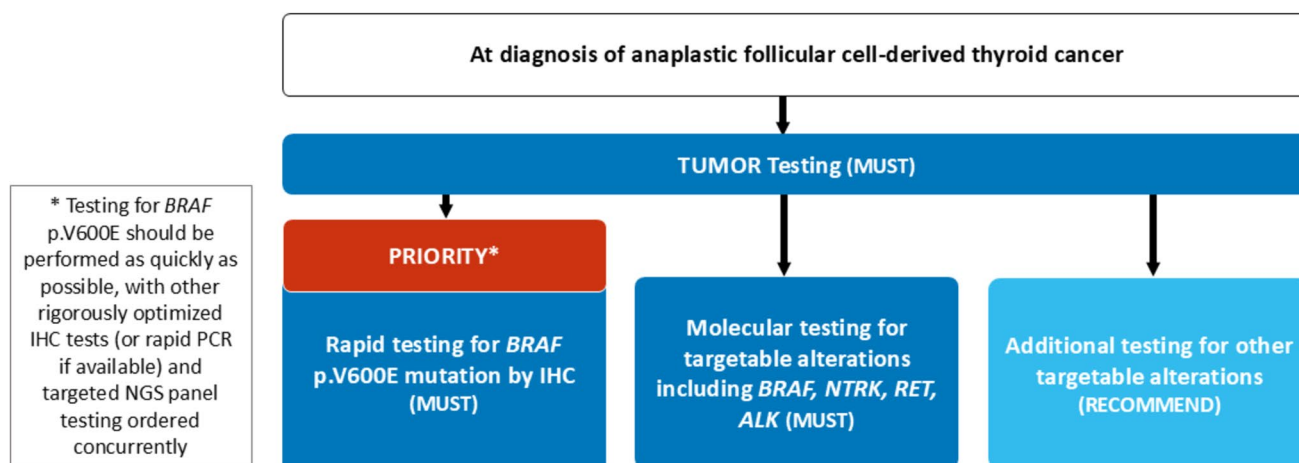 At diagnosis of anaplastic follicular cell-derived thyroid cancer
TUMOR Testing (MUST)
* Testing for BRAF
p.V600E should be
performed as quickly as
possible, with other
rigorously optimized
IHC tests (or rapid PCR
if available) and
targeted NGS panel
testing ordered
concurrently
PRIORITY*
Rapid testing for BRAF
p.V600E mutation by IHC
(MUST)
Molecular testing for
targetable alterations
including BRAF, NTRK, RET,
ALK (MUST)
Additional testing for other
targetable alterations
(RECOMMEND)